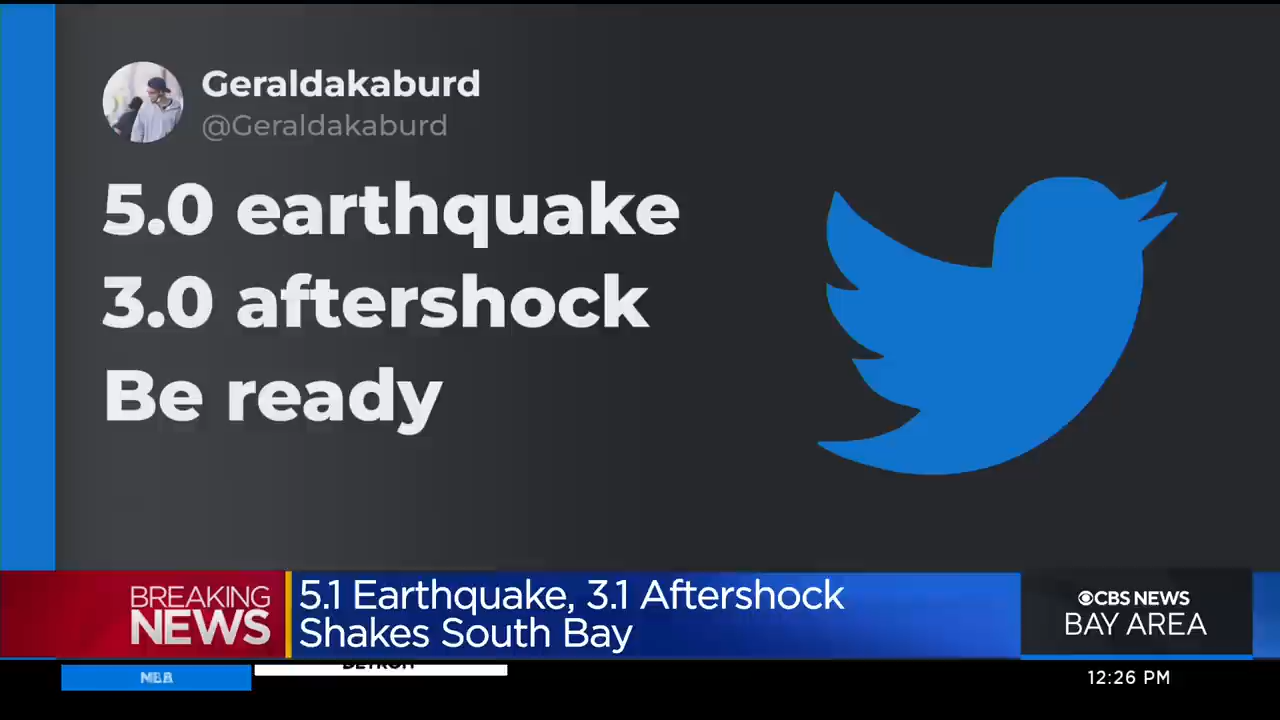 Geraldakaburd
@Geraldakaburd
5.0 earthquake
3.0 aftershock
Be ready
BREAKING
NEWS
5.1 Earthquake, 3.1 Aftershock
Shakes South Bay
CBS NEWS
BAY AREA
DETROIT
NBA
12:26 PM